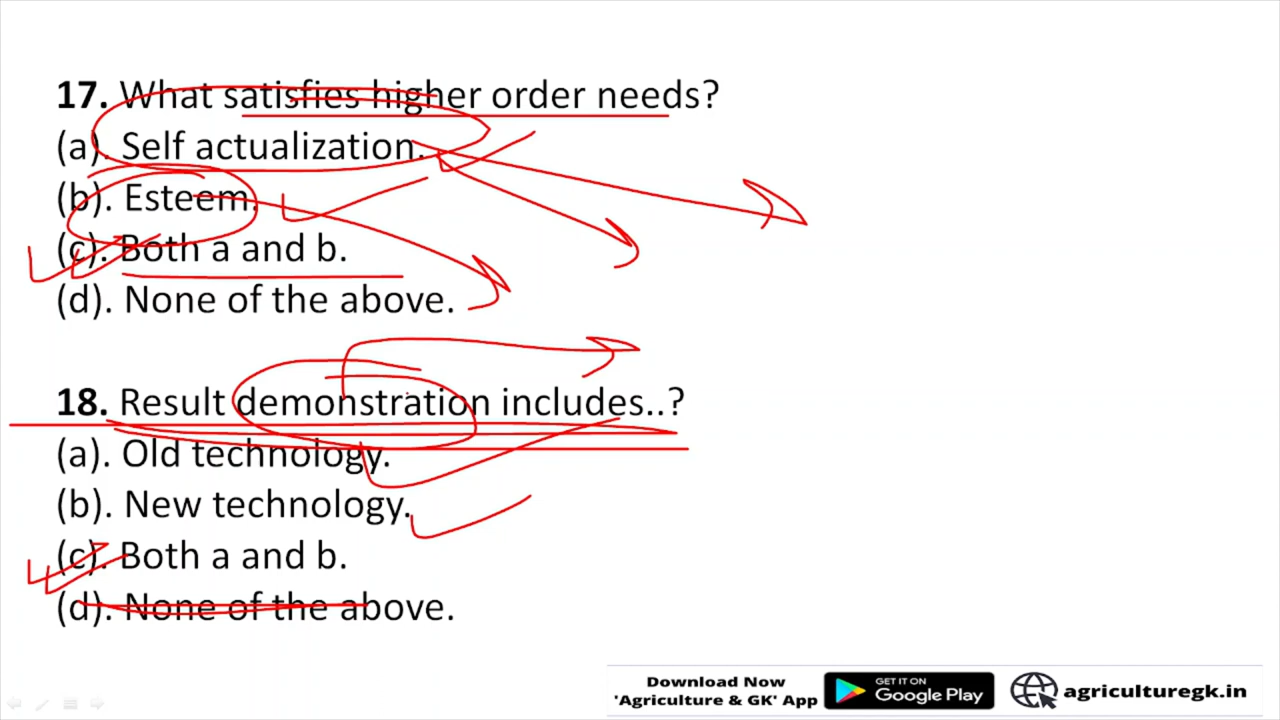 17. What satisfies higher order needs?
(a). Self actualization.
(b). Esteem.
(c). Both a and b.
(d). None of the above.
18. Result demonstration includes..?
(a). Old technology.
(b). New technology.
(c). Both a and b.
(d). None of the above.
Download Now
'Agriculture & GK' App
GET IT ON
Google Play
agriculturegk.in